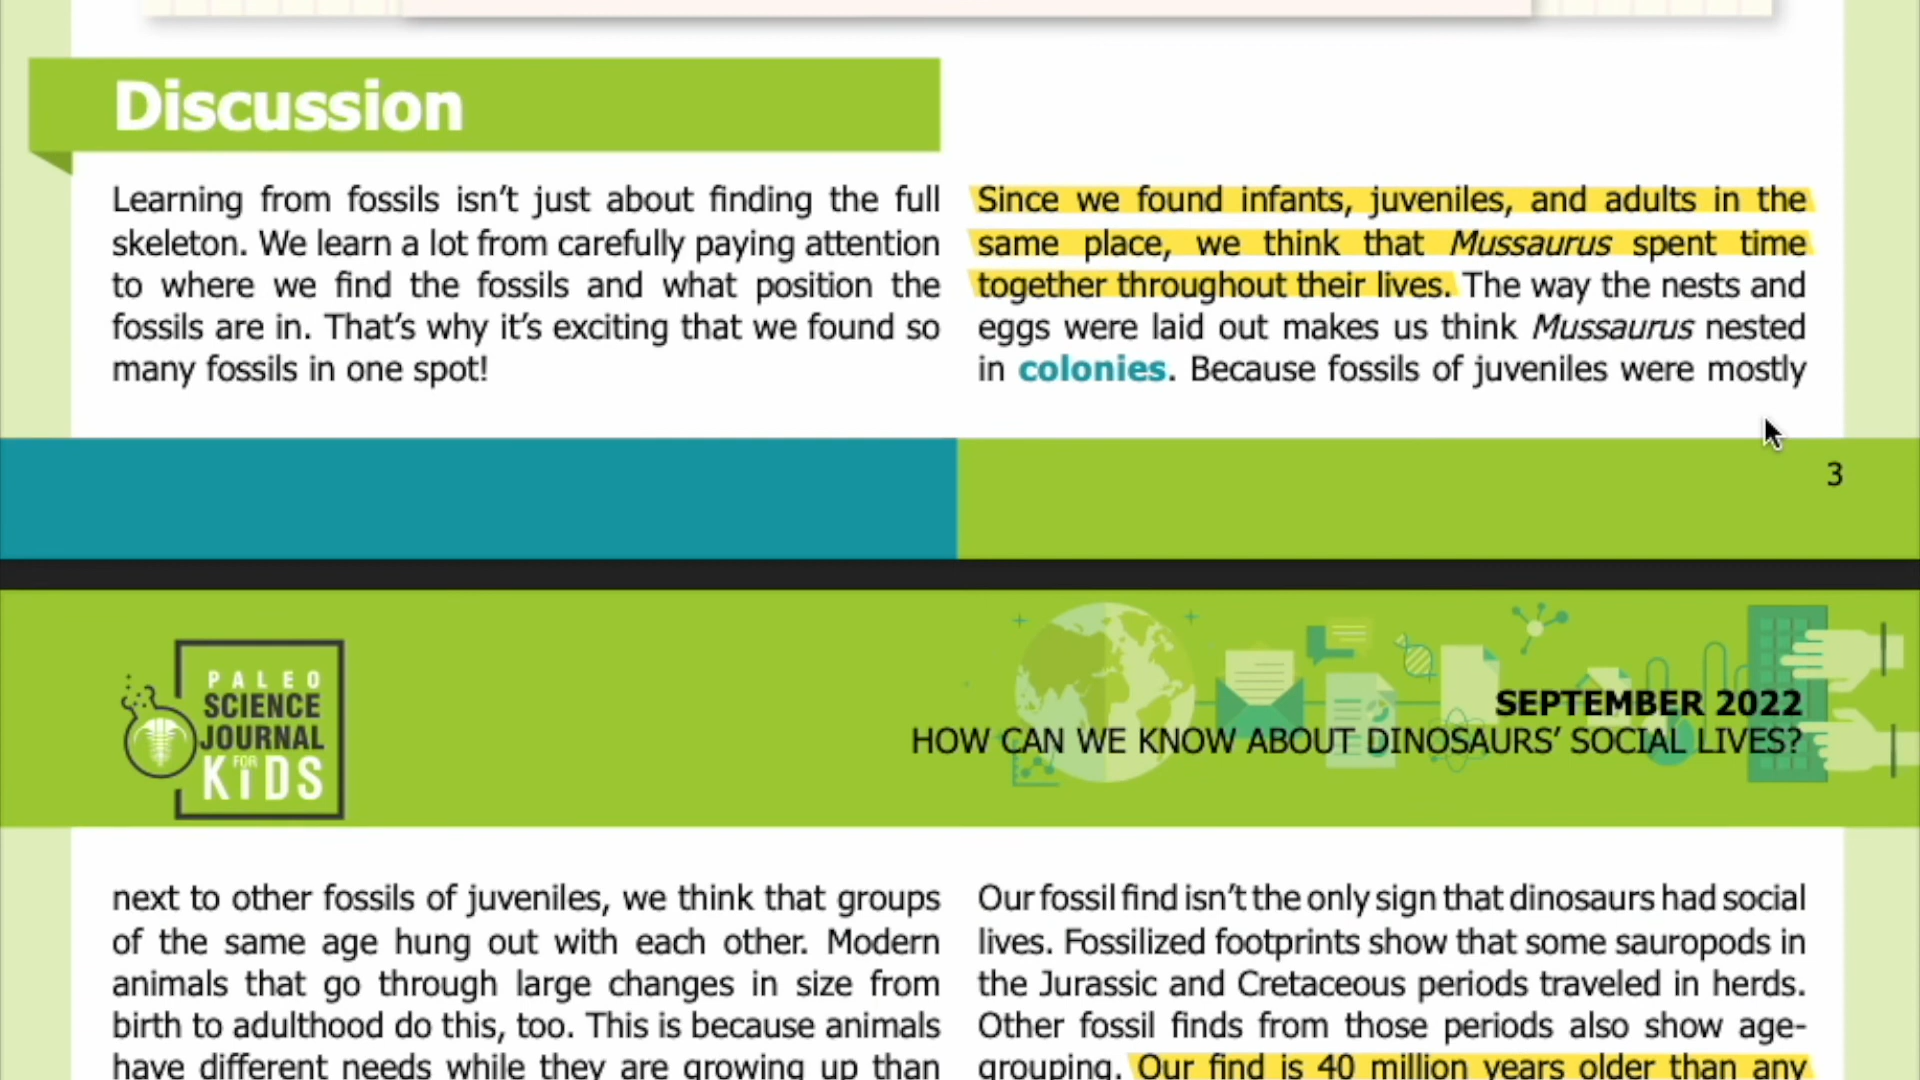 Discussion
Learning from fossils isn’t just about finding the full
skeleton. We learn a lot from carefully paying attention
to where we find the fossils and what position the
fossils are in. That’s why it’s exciting that we found so
many fossils in one spot!
Since we found infants, juveniles, and adults in the
same place, we think that Mussaurus spent time
together throughout their lives. The way the nests and
eggs were laid out makes us think Mussaurus nested
in colonies. Because fossils of juveniles were mostly
3
PALEO
SCIENCE
JOURNAL
FOR
KiDS
SEPTEMBER 2022
HOW CAN WE KNOW ABOUT DINOSAURS’ SOCIAL LIVES?
next to other fossils of juveniles, we think that groups
of the same age hung out with each other. Modern
animals that go through large changes in size from
birth to adulthood do this, too. This is because animals
have different needs while they are growing up than
Our fossil find isn’t the only sign that dinosaurs had social
lives. Fossilized footprints show that some sauropods in
the Jurassic and Cretaceous periods traveled in herds.
Other fossil finds from those periods also show age-
grouping. Our find is 40 million years older than any